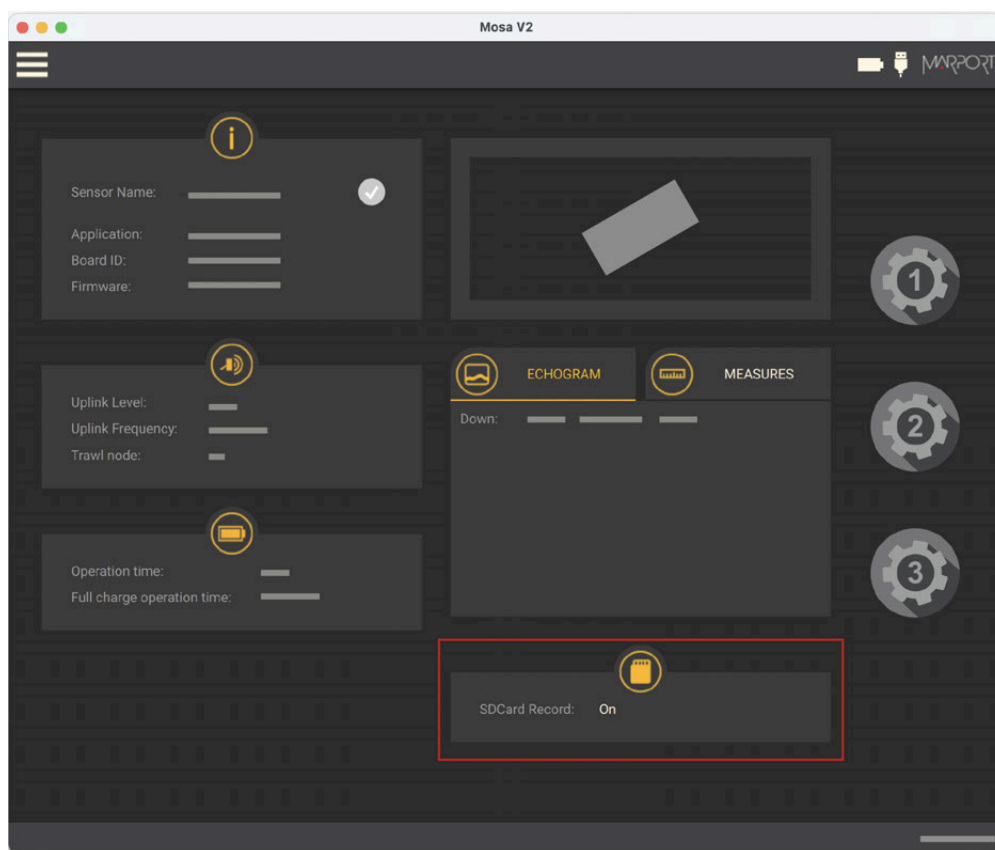 Mosa V2
MARPORT
i
Sensor Name:
Application:
Board ID:
Firmware:
1
Uplink Level:
Uplink Frequency:
Trawl node:
ECHOGRAM
MEASURES
Down:
2
Operation time:
Full charge operation time:
3
SDCard Record: On